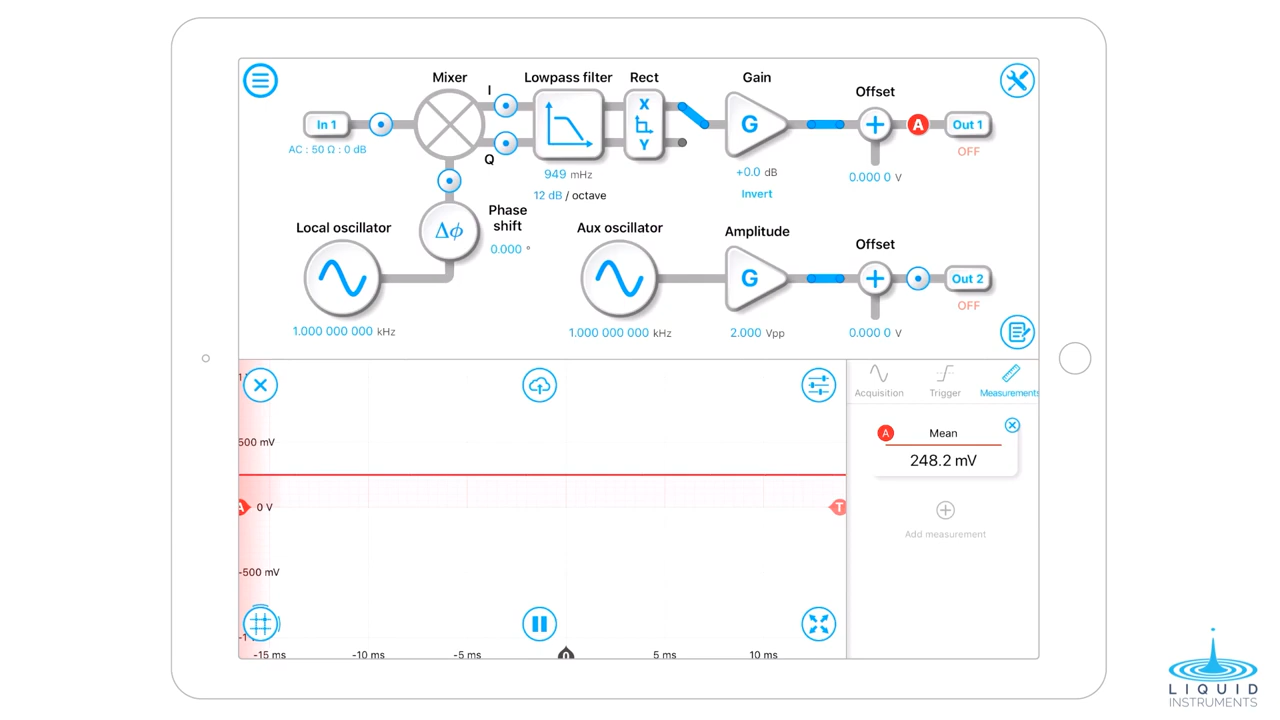 Mixer
Lowpass filter
Rect
Gain
Offset
I
In 1
X
Y
G
A
Out 1
AC : 50 Ω : 0 dB
Q
OFF
949 mHz
+0.0 dB
0.000 0 V
12 dB / octave
Invert
Phase
shift
Local oscillator
Δϕ
Aux oscillator
Amplitude
Offset
0.000 °
G
Out 2
OFF
1.000 000 000 kHz
1.000 000 000 kHz
2.000 Vpp
0.000 0 V
Acquisition
Trigger
Measurements
500 mV
A
Mean
248.2 mV
A
0 V
T
Add measurement
-500 mV
-15 ms
-10 ms
-5 ms
0
5 ms
10 ms
LIQUID
INSTRUMENTS